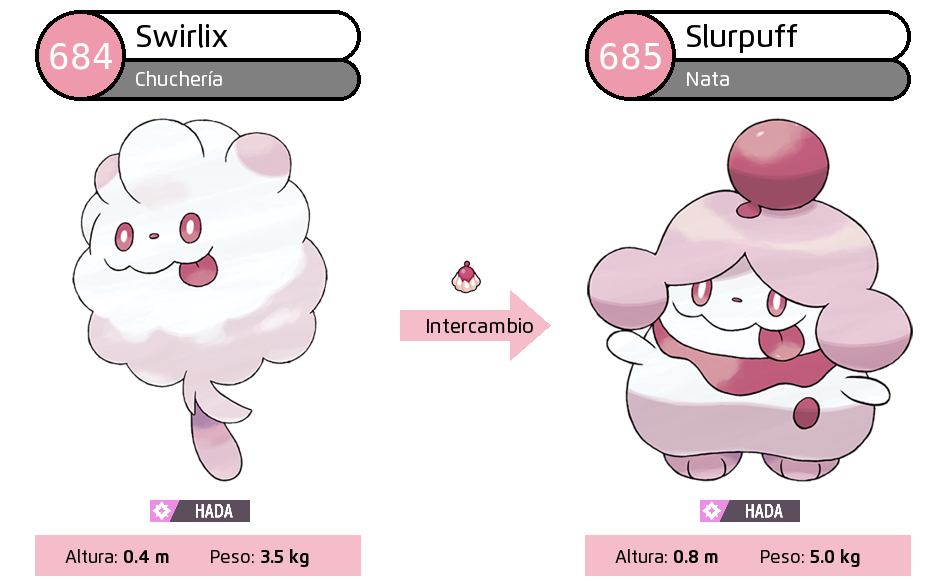 684
Swirlix
Chuchería
685
Slurpuff
Nata
Intercambio
HADA
HADA
Altura: 0.4 m Peso: 3.5 kg
Altura: 0.8 m Peso: 5.0 kg